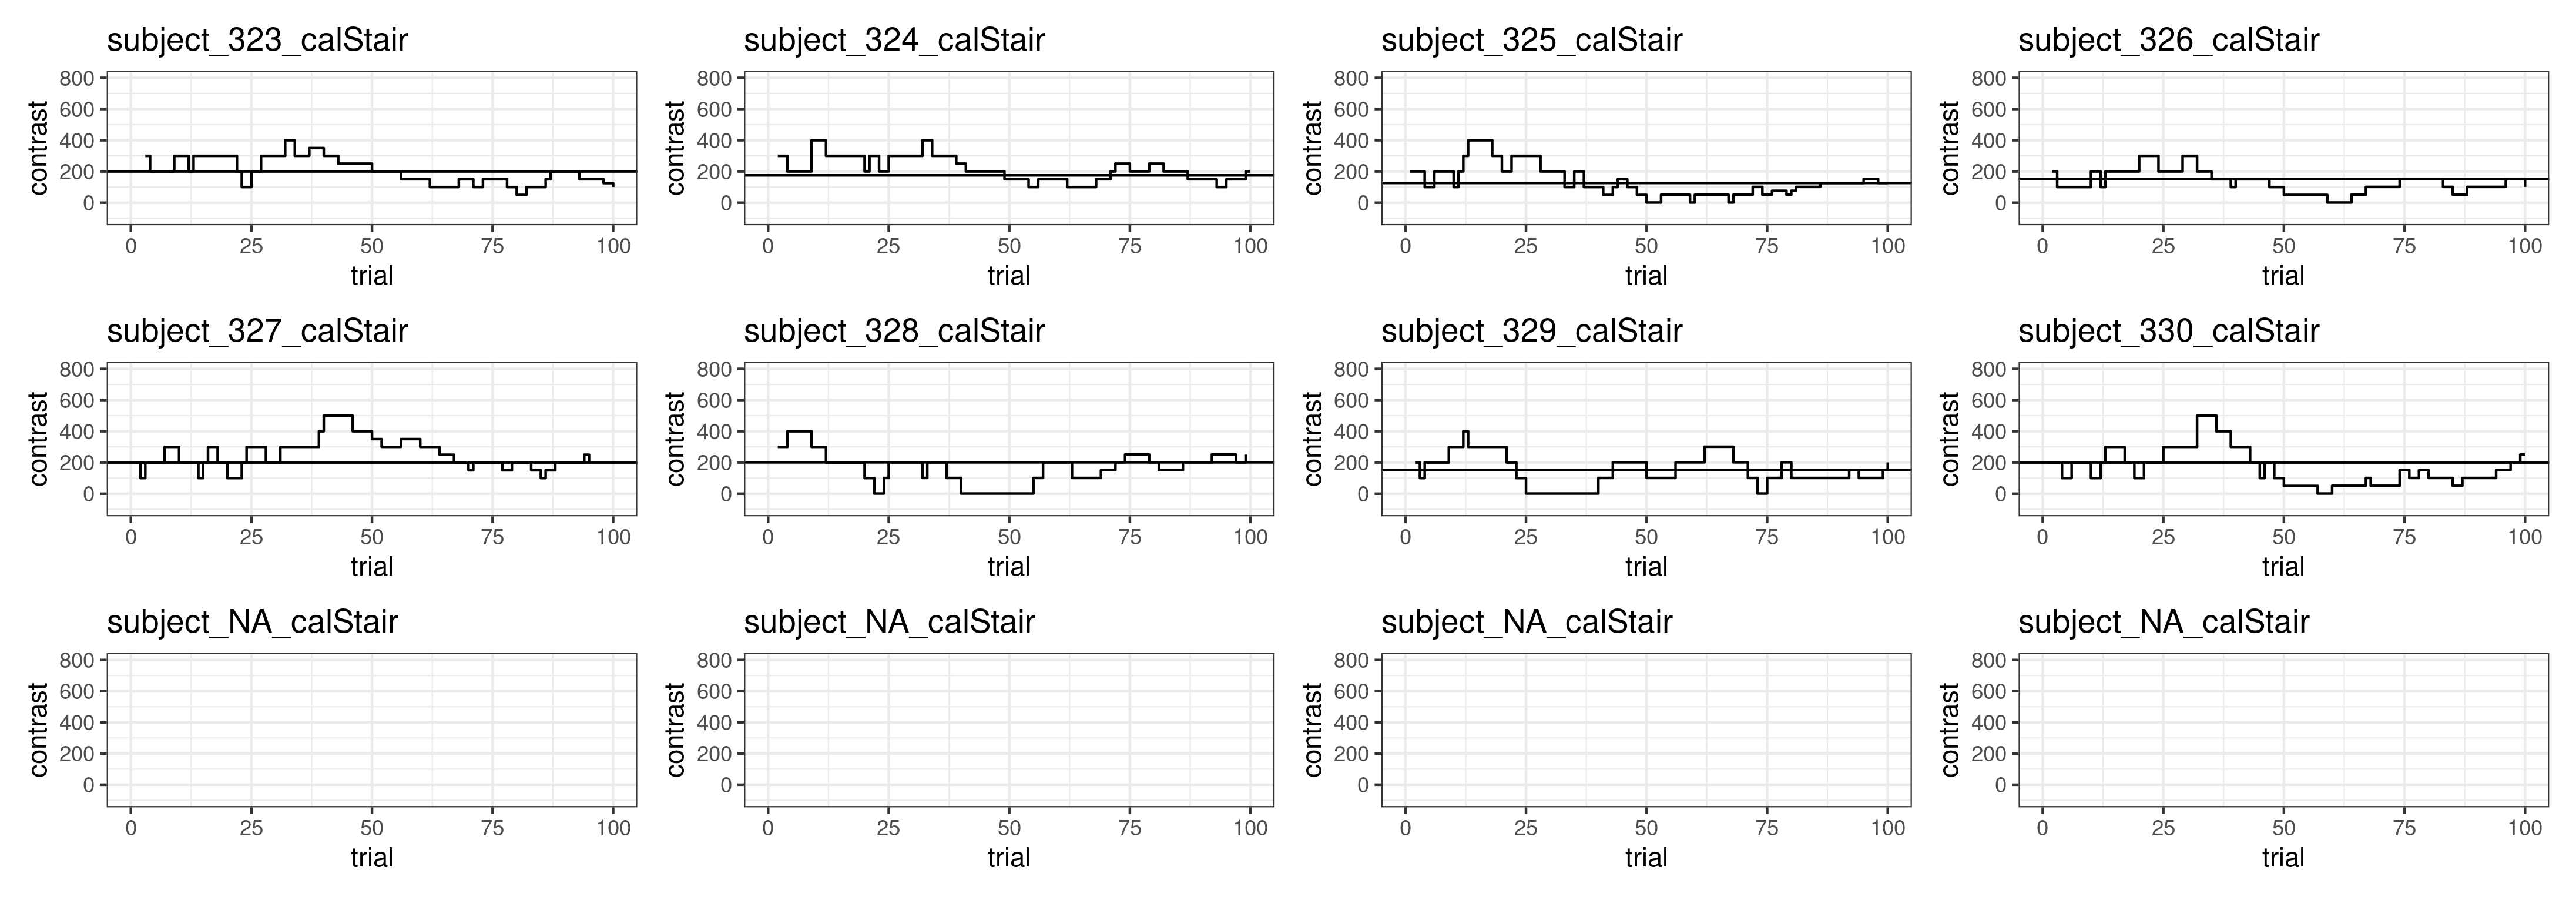 subject_323_calStair subject_324_calStair subject_325_calStair subject_326_calStair
800 800 800 800
600 600 600 600
contrast 400 contrast 400 contrast 400 contrast 400
200 200 200 200
0 0 0 0
0 25 50 75 100 0 25 50 75 100 0 25 50 75 100 0 25 50 75 100
trial trial trial trial
subject_327_calStair subject_328_calStair subject_329_calStair subject_330_calStair
800 800 800 800
600 600 600 600
contrast 400 contrast 400 contrast 400 contrast 400
200 200 200 200
0 0 0 0
0 25 50 75 100 0 25 50 75 100 0 25 50 75 100 0 25 50 75 100
trial trial trial trial
subject_NA_calStair subject_NA_calStair subject_NA_calStair subject_NA_calStair
800 800 800 800
600 600 600 600
contrast 400 contrast 400 contrast 400 contrast 400
200 200 200 200
0 0 0 0
0 25 50 75 100 0 25 50 75 100 0 25 50 75 100 0 25 50 75 100
trial trial trial trial